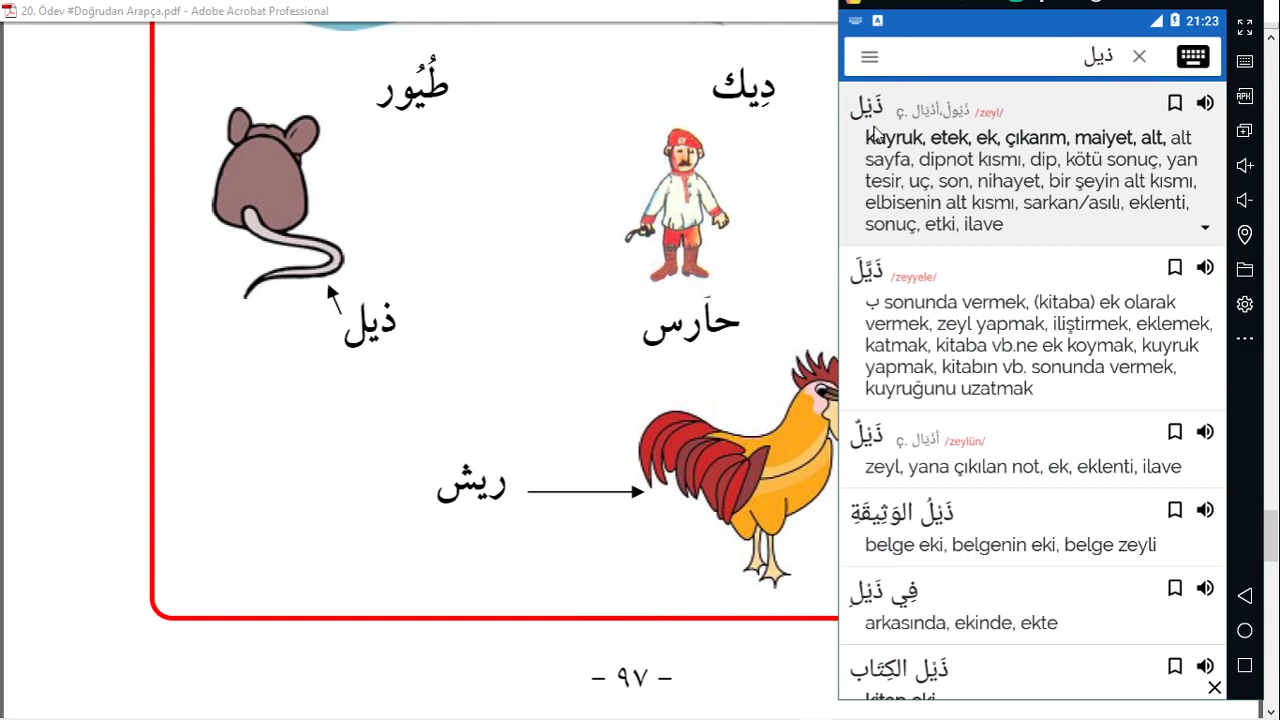 20. Ödev #Doğrudan Arapça.pdf - Adobe Acrobat Professional
دِيك
طُيُور
حاَرس
ذيل
ريش
- ٩٧ -
21:23
ذيل
ذَيْل ç. ذُيُولٌ،أَذْيَال /zeyl/
kuyruk, etek, ek, çıkarım, maiyet, alt, alt
sayfa, dipnot kısmı, dip, kötü sonuç, yan
tesir, uç, son, nihayet, bir şeyin alt kısmı,
elbisenin alt kısmı, sarkan/asılı, eklenti,
sonuç, etki, ilave
ذَيَّلَ /zeyyele/
ب sonunda vermek, (kitaba) ek olarak
vermek, zeyl yapmak, iliştirmek, eklemek,
katmak, kitaba vb.ne ek koymak, kuyruk
yapmak, kitabın vb. sonunda vermek,
kuyruğunu uzatmak
ذَيْلٌ ç. أَذْيَال /zeylün/
zeyl, yana çıkılan not, ek, eklenti, ilave
ذَيْلُ الوَثِيقَةِ
belge eki, belgenin eki, belge zeyli
فِي ذَيْلِ
arkasında, ekinde, ekte
ذَيْل الكِتَاب
kitap eki